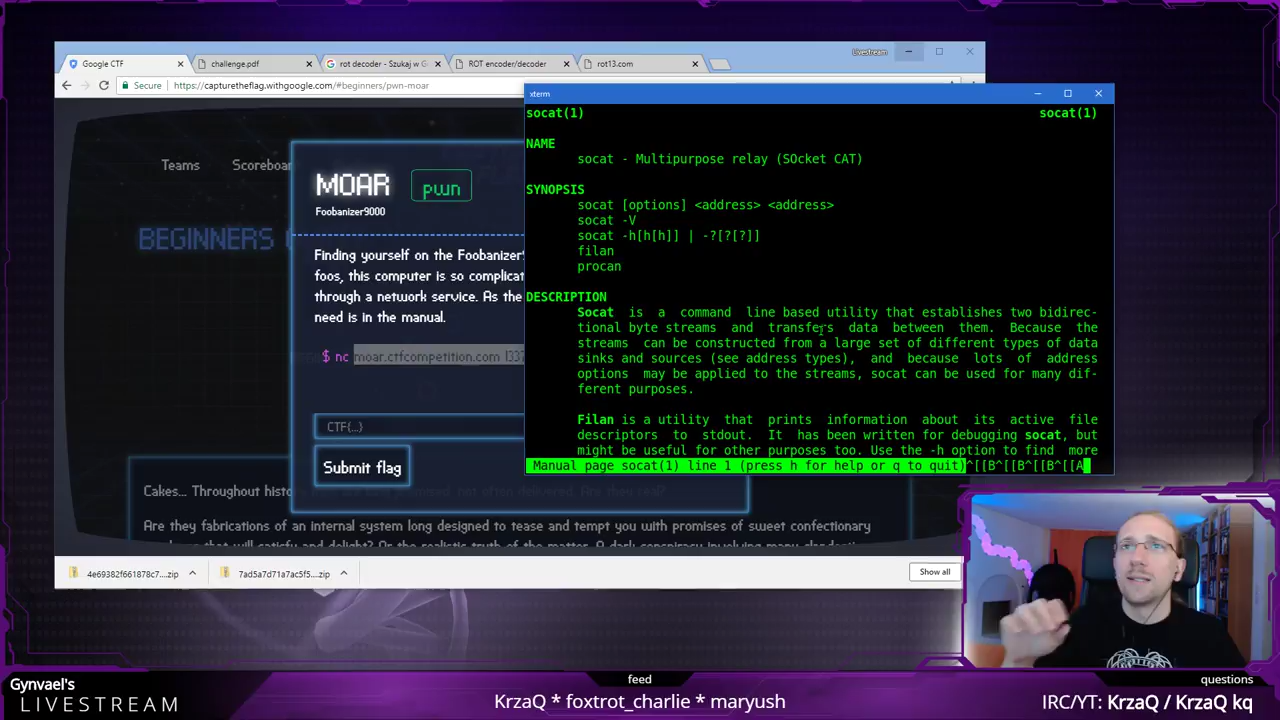 Livestream
Google CTF
challenge.pdf
rot decoder - Szukaj w G
ROT encoder/decoder
rot13.com
Secure
https://capturetheflag.withgoogle.com/#beginners/pwn-moar
Teams
Scoreboar
BEGINNERS
MOAR
pwn
Foobanizer9000
Finding yourself on the Foobanizer9
foos, this computer is so complicat
through a network service. As the
need is in the manual.
$ nc moar.ctfcompetition.com 1337
CTF{...}
Submit flag
Cakes... Throughout
Are they fabrications of an internal system long designed to tease and tempt you with promises of sweet confectionary
4e69382f661878c7....zip
7ad5a7d71a7ac5f5....zip
Show all
xterm
socat(1) socat(1)
NAME
socat - Multipurpose relay (SOcket CAT)
SYNOPSIS
socat [options] <address> <address>
socat -V
socat -h[h[h]] | -?[?[?]]
filan
procan
DESCRIPTION
Socat is a command line based utility that establishes two bidirec-
tional byte streams and transfers data between them. Because the
streams can be constructed from a large set of different types of data
sinks and sources (see address types), and because lots of address
options may be applied to the streams, socat can be used for many dif-
ferent purposes.
Filan is a utility that prints information about its active file
descriptors to stdout. It has been written for debugging socat, but
might be useful for other purposes too. Use the -h option to find more
Manual page socat(1) line 1 (press h for help or q to quit)^[[B^[[B^[[B^[[A
Gynvael's
LIVESTREAM
feed
KrzaQ * foxtrot_charlie * maryush
questions
IRC/YT: KrzaQ / KrzaQ kq